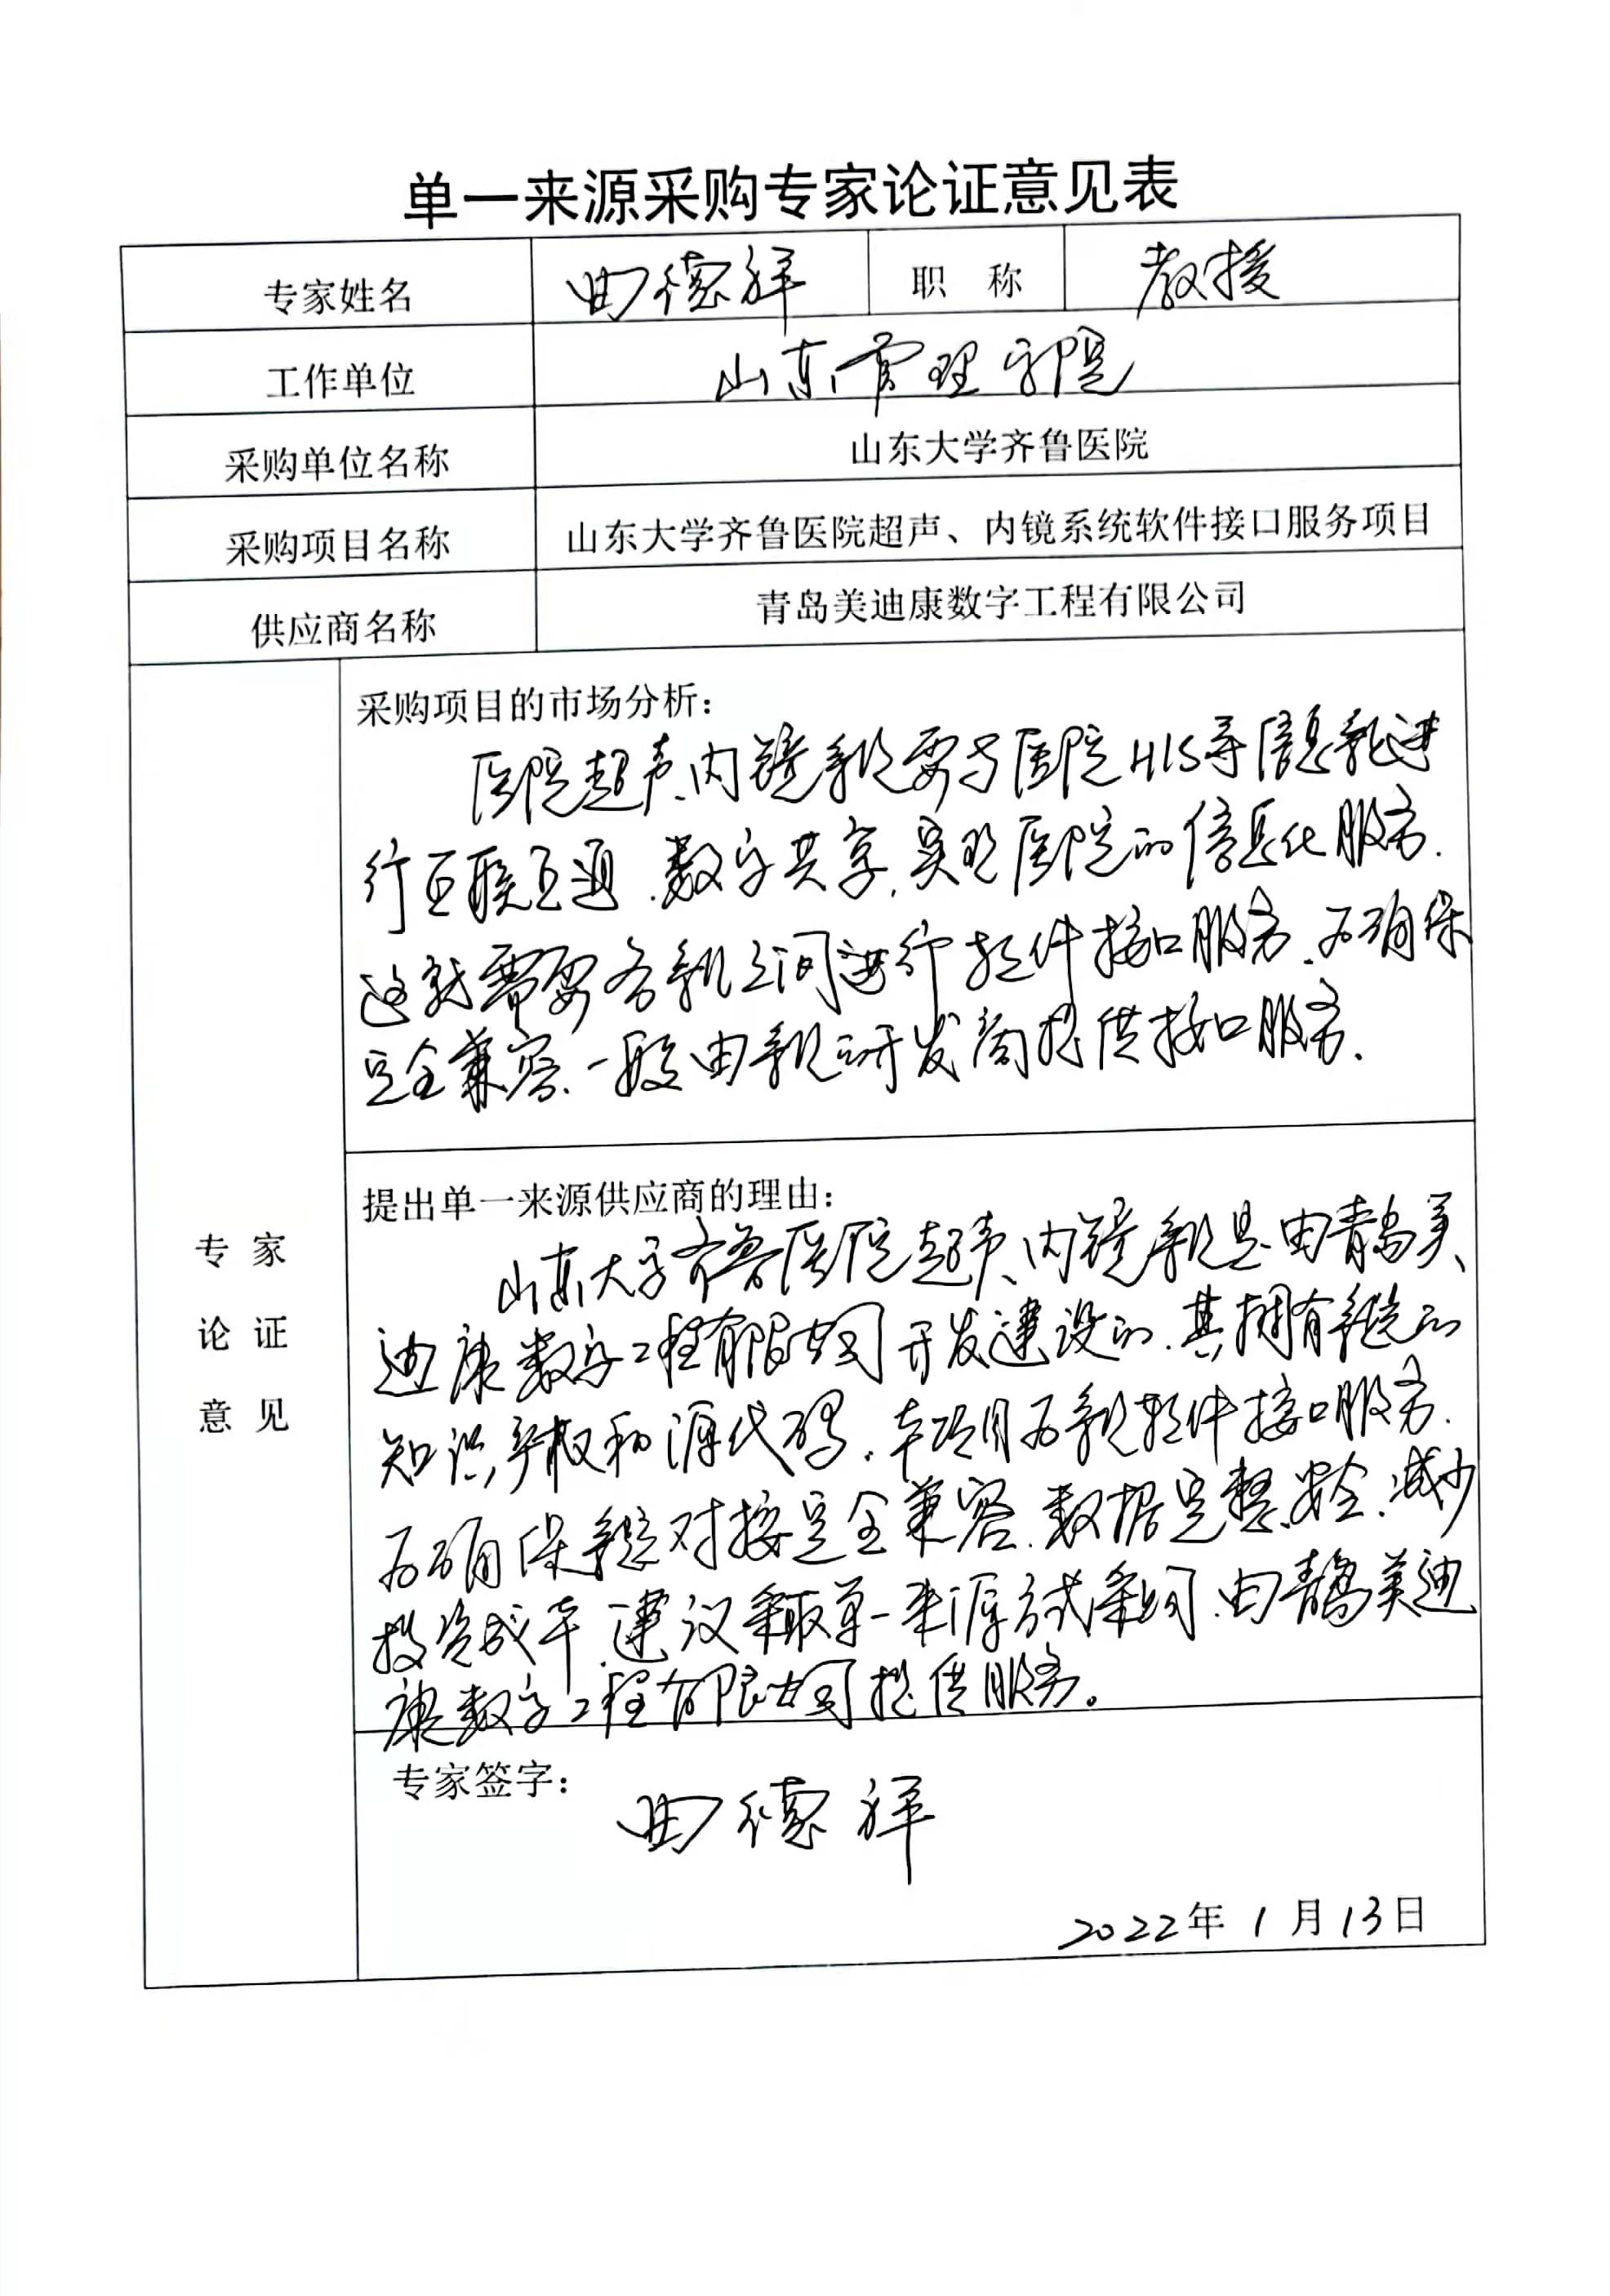 单一来源采购专家论证意见表
专家姓名 曲德祥 职称 教授
工作单位 山东管理学院
采购单位名称 山东大学齐鲁医院
采购项目名称 山东大学齐鲁医院超声、内镜系统软件接口服务项目
供应商名称 青岛美迪康数字工程有限公司
采购项目的市场分析：
医院超声、内镜系统要与医院HIS等信息系统进
行互联互通、数字共享，实现医院的信息化服务。
这就需要各系统之间进行软件接口服务。为确保
完全兼容、一般由系统研发商提供接口服务。
专家
论证
意见
提出单一来源供应商的理由：
山东大学齐鲁医院超声、内镜系统是由青岛美
迪康数字工程有限公司开发建设的，其拥有系统的
知识产权和源代码，本项目为系统软件接口服务。
为确保系统对接完全兼容、数据完整、安全，减少
投资成本，建议采取单一来源方式采购，由青岛美迪
康数字工程有限公司提供服务。
专家签字：曲德祥
2022年1月13日